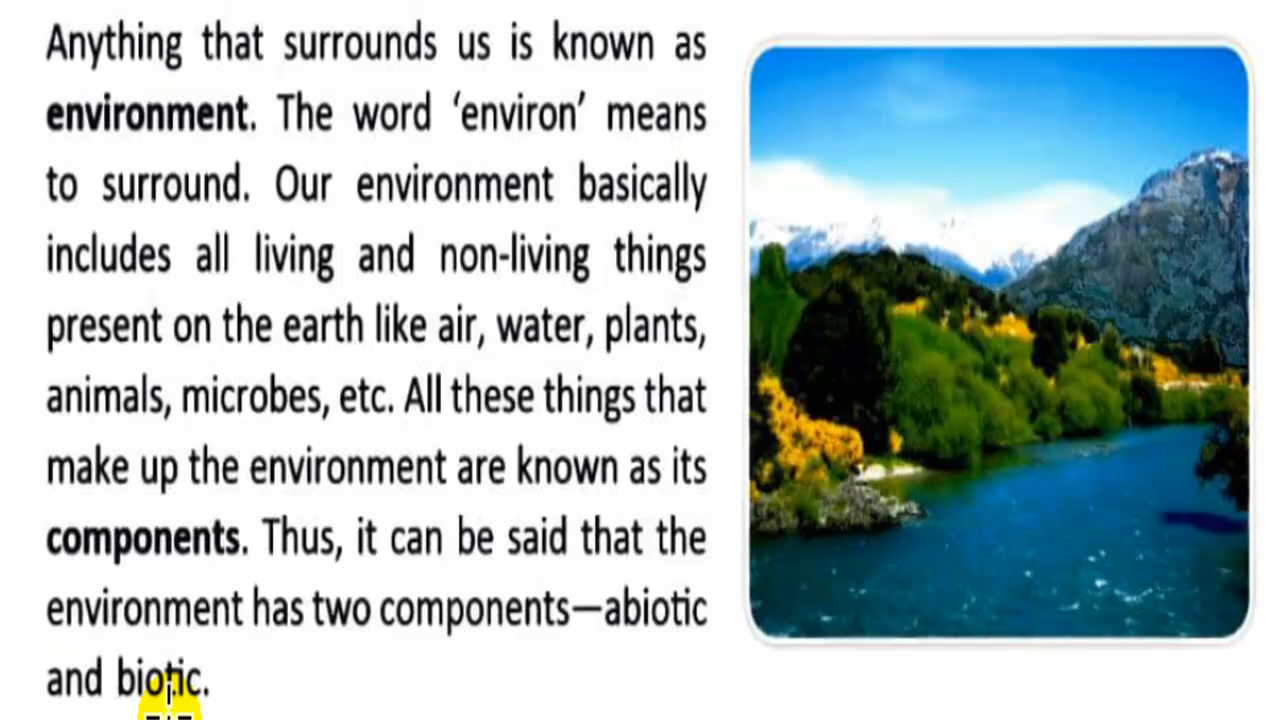 Anything that surrounds us is known as
environment. The word ‘environ’ means
to surround. Our environment basically
includes all living and non-living things
present on the earth like air, water, plants,
animals, microbes, etc. All these things that
make up the environment are known as its
components. Thus, it can be said that the
environment has two components—abiotic
and biotic.